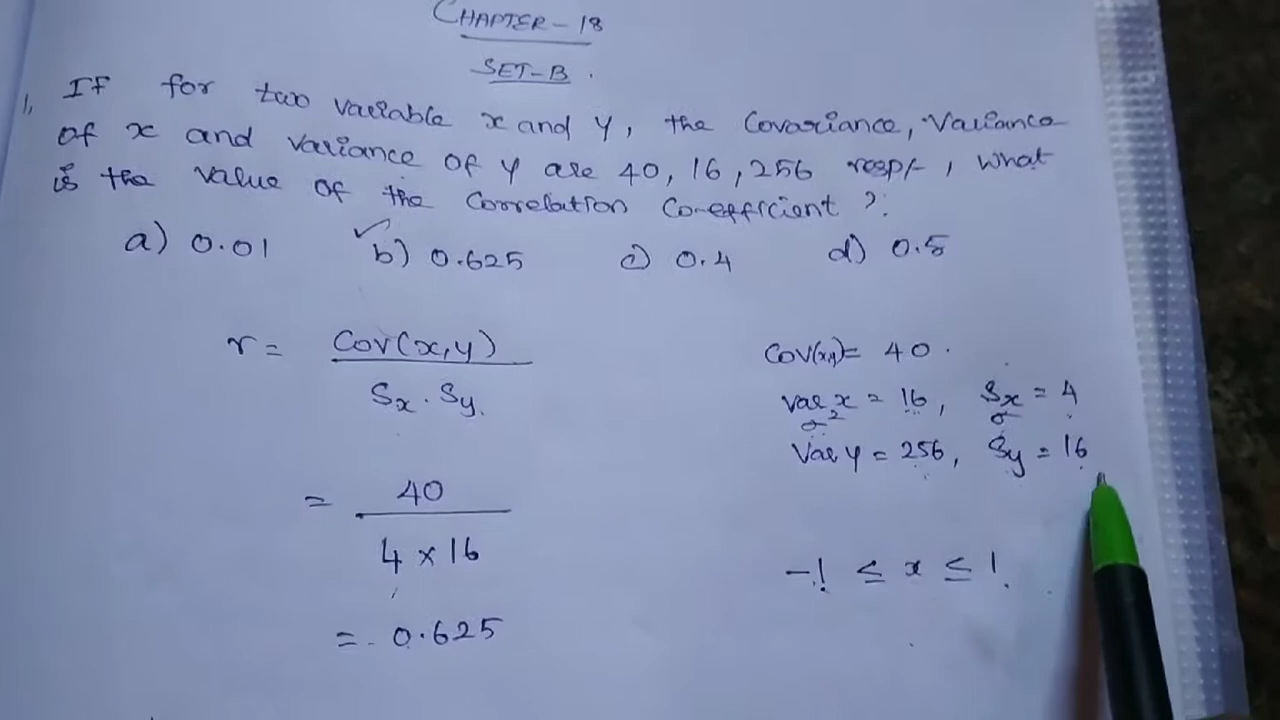 CHAPTER - 18
SET-B.
1, If for two variable x and y, the Covariance, Variance
of x and variance of y are 40, 16, 256 resp/-, what
is the value of the Correlation Co-efficient ?:
a) 0.01 ✓b) 0.625 c) 0.4 d) 0.5
r = Cov(x,y)
Sx . Sy.
= 40
4 x 16
= 0.625
Cov(x,y) = 40.
Var x = 16, Sx = 4
σ² σ
Var y = 256, Sy = 16
-1 ≤ x ≤ 1.